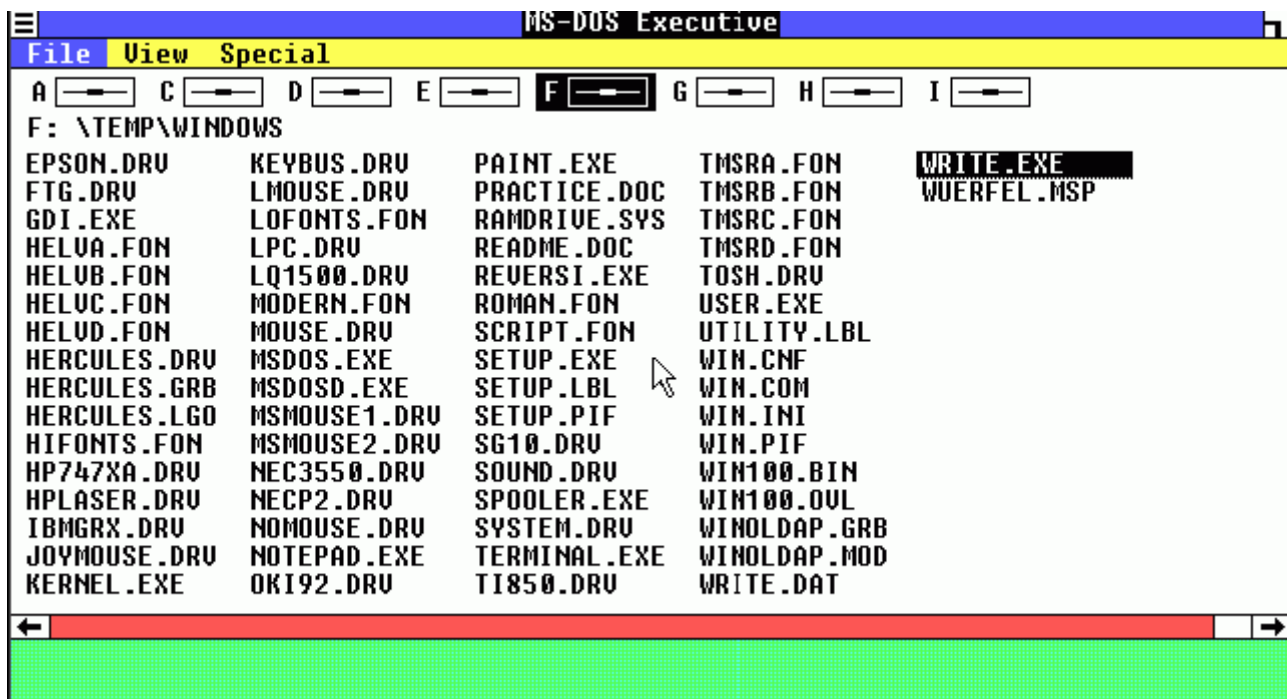 MS-DOS Executive
File View Special
A C D E F G H I
F: \TEMP\WINDOWS
EPSON.DRV KEYBUS.DRV PAINT.EXE TMSRA.FON WRITE.EXE
FTG.DRV LMOUSE.DRV PRACTICE.DOC TMSRB.FON WUERFEL.MSP
GDI.EXE LOFONTS.FON RAMDRIVE.SYS TMSRC.FON
HELVA.FON LPC.DRV README.DOC TMSRD.FON
HELVB.FON LQ1500.DRV REVERSI.EXE TOSH.DRV
HELVC.FON MODERN.FON ROMAN.FON USER.EXE
HELVD.FON MOUSE.DRV SCRIPT.FON UTILITY.LBL
HERCULES.DRV MSDOS.EXE SETUP.EXE WIN.CNF
HERCULES.GRB MSDOSD.EXE SETUP.LBL WIN.COM
HERCULES.LGO MSMOUSE1.DRV SETUP.PIF WIN.INI
HIFONTS.FON MSMOUSE2.DRV SG10.DRV WIN.PIF
HP747XA.DRV NEC3550.DRV SOUND.DRV WIN100.BIN
HPLASER.DRV NECP2.DRV SPOOLER.EXE WIN100.OVL
IBMGRX.DRV NOMOUSE.DRV SYSTEM.DRV WINOLDAP.GRB
JOYMOUSE.DRV NOTEPAD.EXE TERMINAL.EXE WINOLDAP.MOD
KERNEL.EXE OKI92.DRV TI850.DRV WRITE.DAT